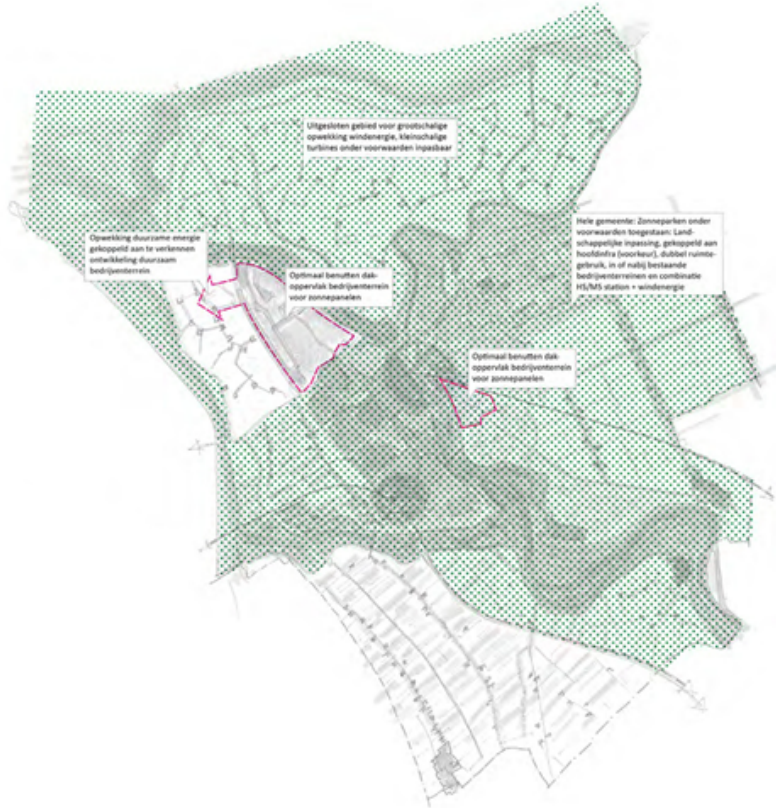 Uitgesloten gebied voor grootschalige
opwekking windenergie, kleinschalige
turbines onder voorwaarden inpasbaar
Opwekking duurzame energie
gekoppeld aan te verkennen
ontwikkeling duurzaam
bedrijventerrein
Optimaal benutten dak-
oppervlak bedrijventerrein
voor zonnepanelen
Hele gemeente: Zonneparken onder
voorwaarden toegestaan: Land-
schappelijke inpassing, gekoppeld aan
hoofdinfra (voorkeur), dubbel ruimte-
gebruik, in of nabij bestaande
bedrijventerreinen en combinatie
HS/MS station + windenergie
Optimaal benutten dak-
oppervlak bedrijventerrein
voor zonnepanelen